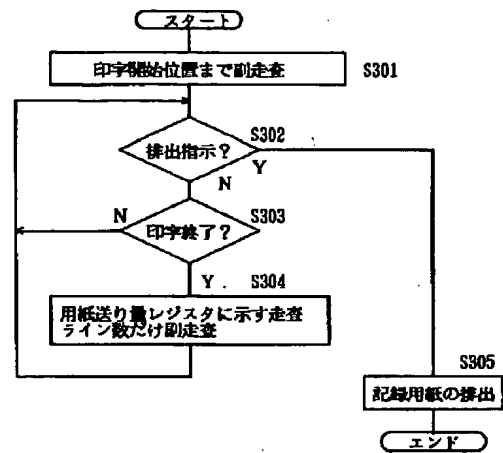 スタート
印字開始位置まで副走査
S301
S302
排出指示？
Y
N
N
S303
印字終了？
Y
S304
用紙送り量レジスタに示す走査
ライン数だけ副走査
S305
記録用紙の排出
エンド